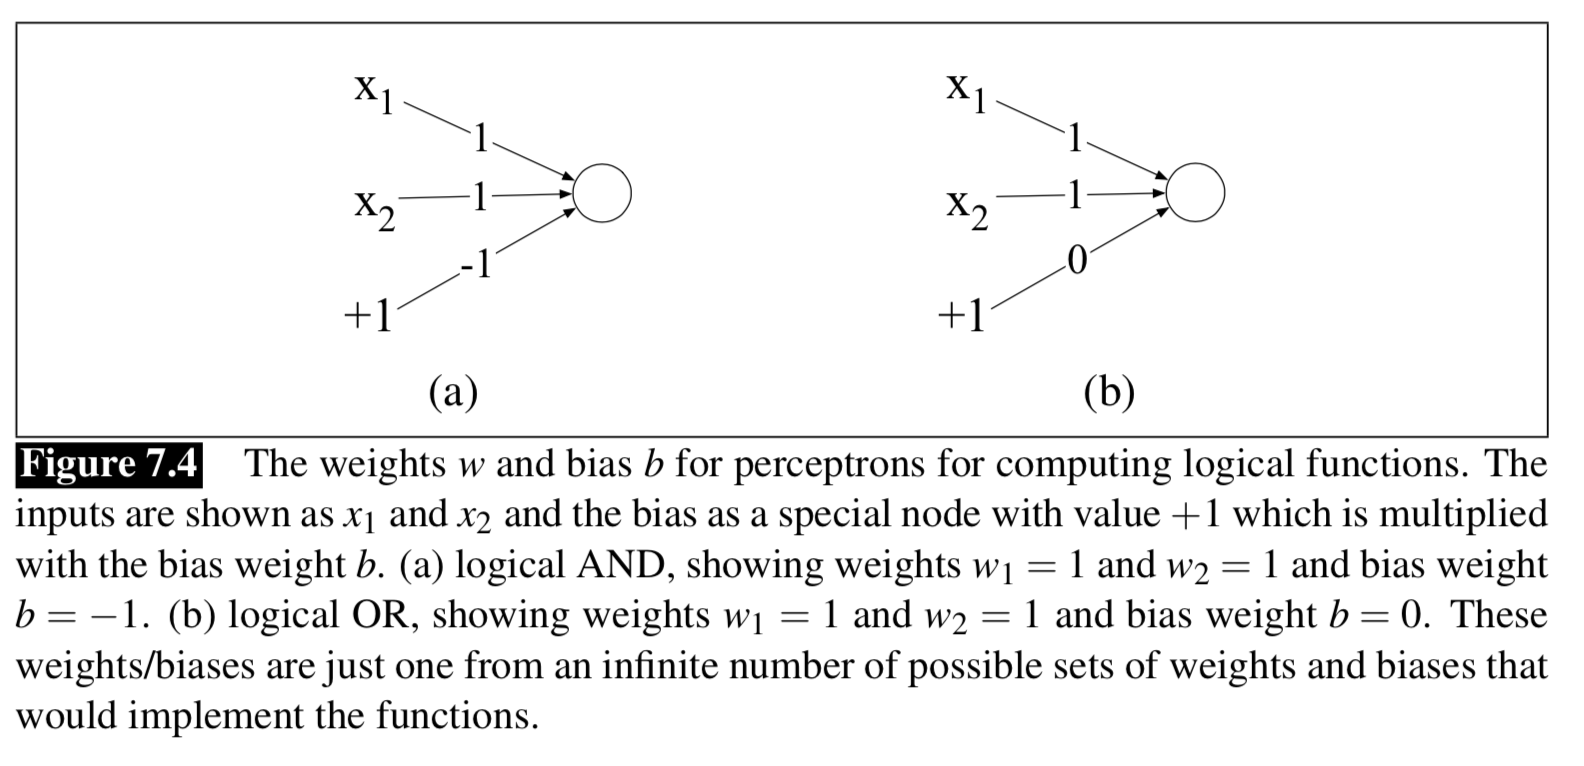 x1
1
x2
1
-1
+1
(a)
x1
1
x2
1
0
+1
(b)
Figure 7.4 The weights w and bias b for perceptrons for computing logical functions. The
inputs are shown as x1 and x2 and the bias as a special node with value +1 which is multiplied
with the bias weight b. (a) logical AND, showing weights w1 = 1 and w2 = 1 and bias weight
b = −1. (b) logical OR, showing weights w1 = 1 and w2 = 1 and bias weight b = 0. These
weights/biases are just one from an infinite number of possible sets of weights and biases that
would implement the functions.